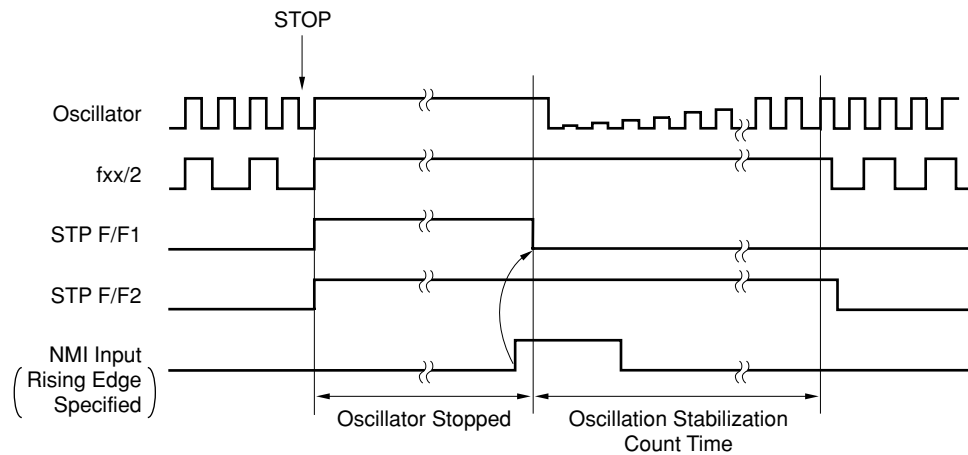 STOP
Oscillator
fxx/2
STP F/F1
STP F/F2
NMI Input
(Rising Edge
Specified)
Oscillator Stopped
Oscillation Stabilization
Count Time